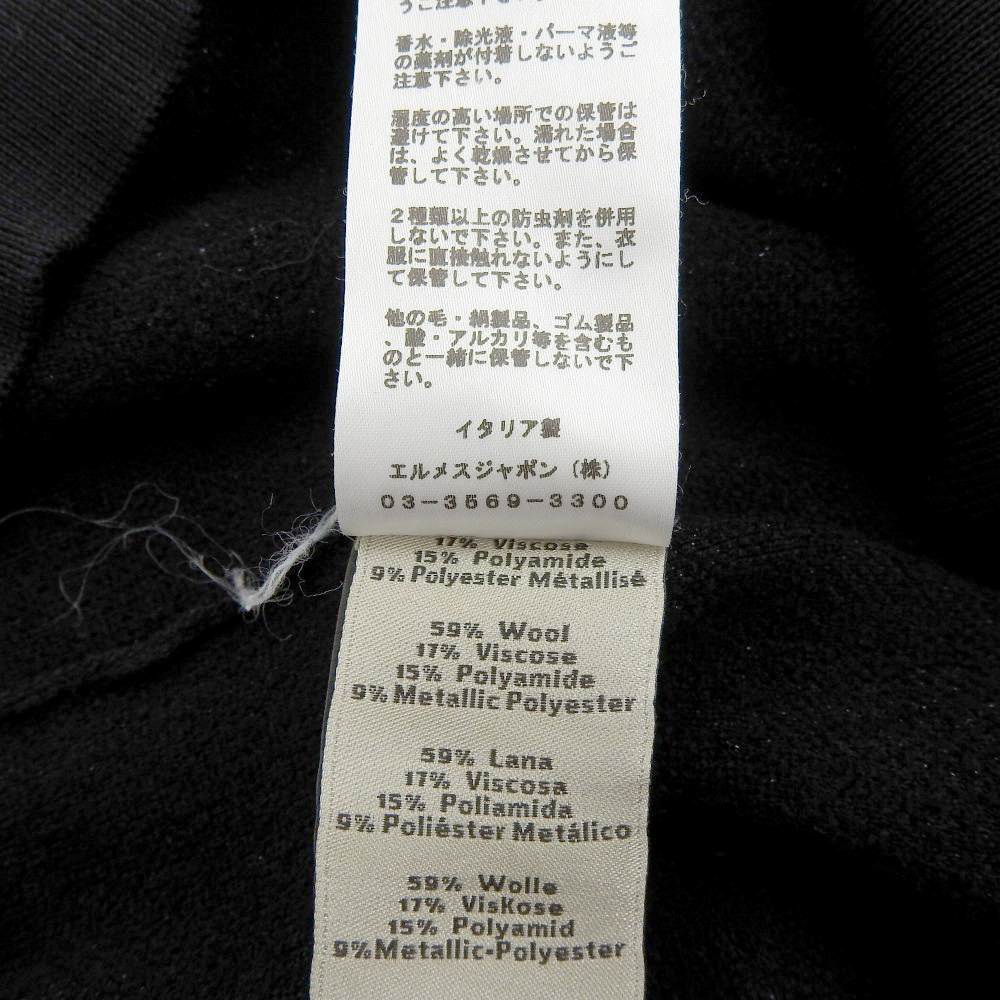 うご注意下さい。
香水・除光液・パーマ液等
の薬剤が付着しないようご
注意下さい。
湿度の高い場所での保管は
避けて下さい。濡れた場合
は、よく乾燥させてから保
管して下さい。
2種類以上の防虫剤を併用
しないで下さい。また、衣
服に直接触れないようにし
て保管して下さい。
他の毛・絹製品、ゴム製品
、酸・アルカリ等を含むも
のと一緒に保管しないで下
さい。
イタリア製
エルメスジャポン（株）
03-3569-3300
17% Viscose
15% Polyamide
9% Polyester Métallisé
59% Wool
17% Viscose
15% Polyamide
9% Metallic Polyester
59% Lana
17% Viscosa
15% Poliamida
9% Poliéster Metálico
59% Wolle
17% Viskose
15% Polyamid
9% Metallic-Polyester